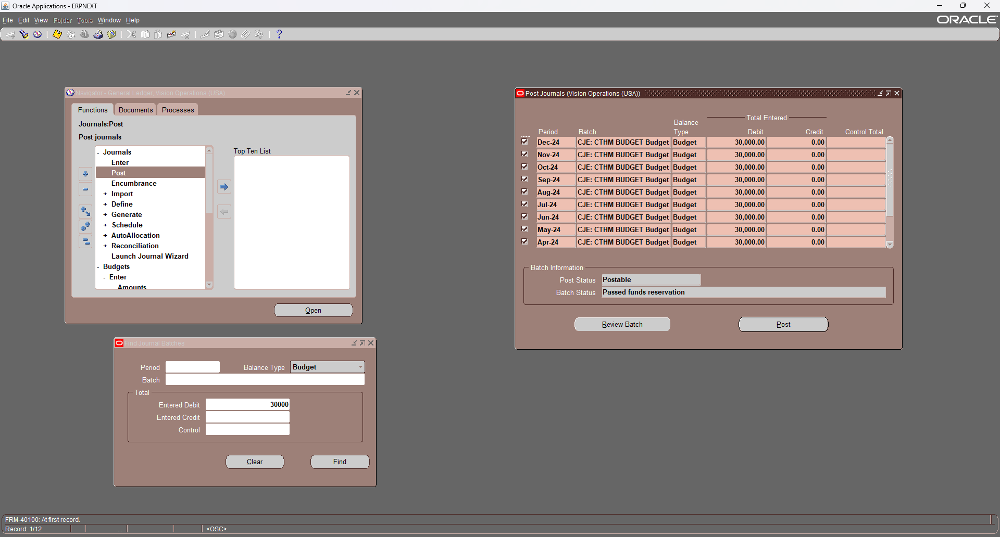 Oracle Applications - ERPNEXT
File Edit View Folder Tools Window Help
ORACLE
Navigator - General Ledger, Vision Operations (USA)
Functions Documents Processes
Journals:Post
Post journals
- Journals
Enter
Post
Encumbrance
+ Import
+ Define
+ Generate
+ Schedule
+ AutoAllocation
+ Reconciliation
Launch Journal Wizard
- Budgets
- Enter
Amounts
Top Ten List
Open
Find Journal Batches
Period Balance Type Budget
Batch
Total
Entered Debit 30000
Entered Credit
Control
Clear Find
Post Journals (Vision Operations (USA))
Total Entered
Balance
Period Batch Type Debit Credit Control Total
Dec-24 CJE: CTHM BUDGET Budget Budget 30,000.00 0.00
Nov-24 CJE: CTHM BUDGET Budget Budget 30,000.00 0.00
Oct-24 CJE: CTHM BUDGET Budget Budget 30,000.00 0.00
Sep-24 CJE: CTHM BUDGET Budget Budget 30,000.00 0.00
Aug-24 CJE: CTHM BUDGET Budget Budget 30,000.00 0.00
Jul-24 CJE: CTHM BUDGET Budget Budget 30,000.00 0.00
Jun-24 CJE: CTHM BUDGET Budget Budget 30,000.00 0.00
May-24 CJE: CTHM BUDGET Budget Budget 30,000.00 0.00
Apr-24 CJE: CTHM BUDGET Budget Budget 30,000.00 0.00
Batch Information
Post Status Postable
Batch Status Passed funds reservation
Review Batch Post
FRM-40100: At first record.
Record: 1/12 ... <OSC>